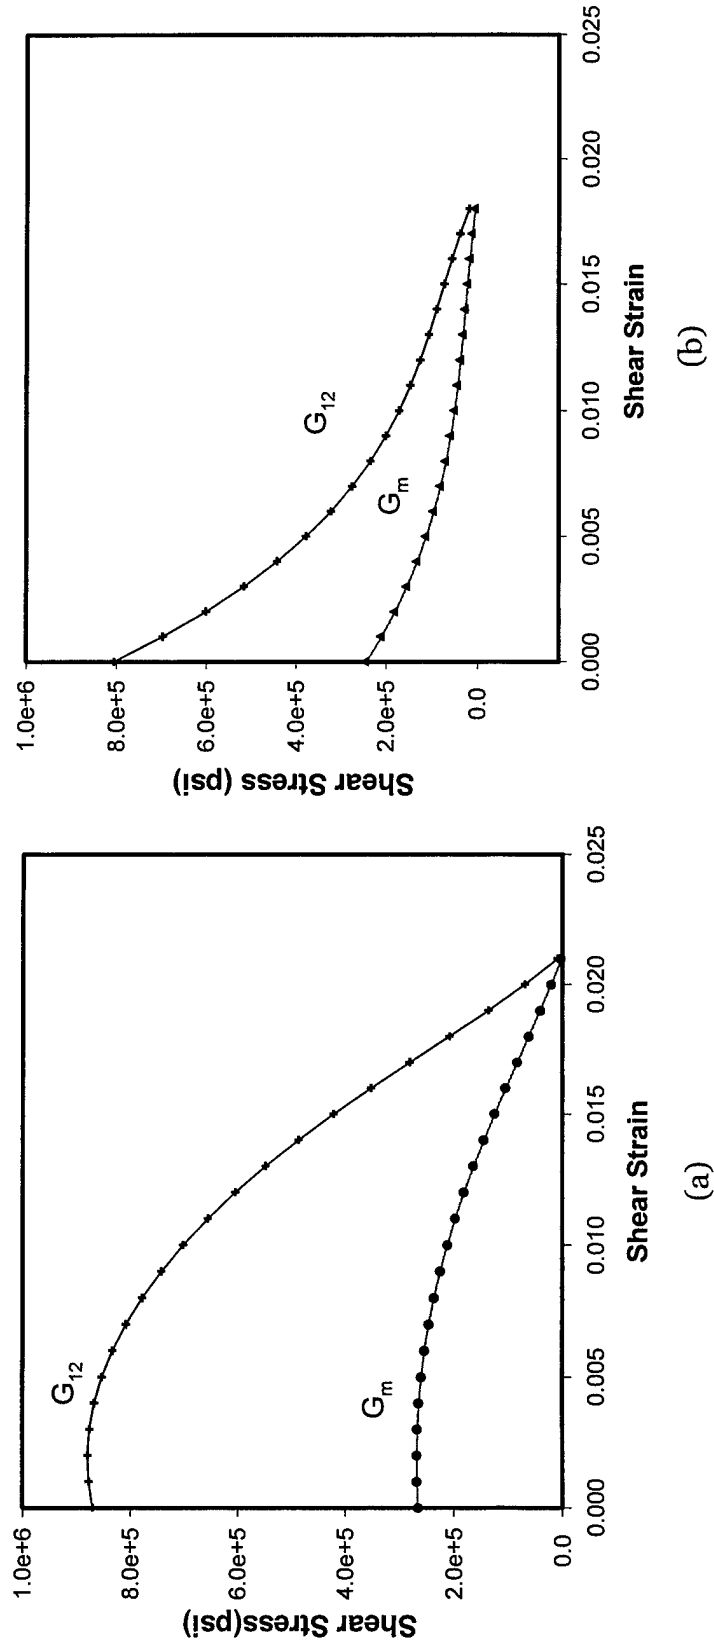 1.0e+6
8.0e+5
6.0e+5
4.0e+5
2.0e+5
0.0
Shear Stress(psi)
G12
Gm
0.000
0.005
0.010
0.015
0.020
0.025
Shear Strain
(a)
1.0e+6
8.0e+5
6.0e+5
4.0e+5
2.0e+5
0.0
Shear Stress (psi)
G12
Gm
0.000
0.005
0.010
0.015
0.020
0.025
Shear Strain
(b)